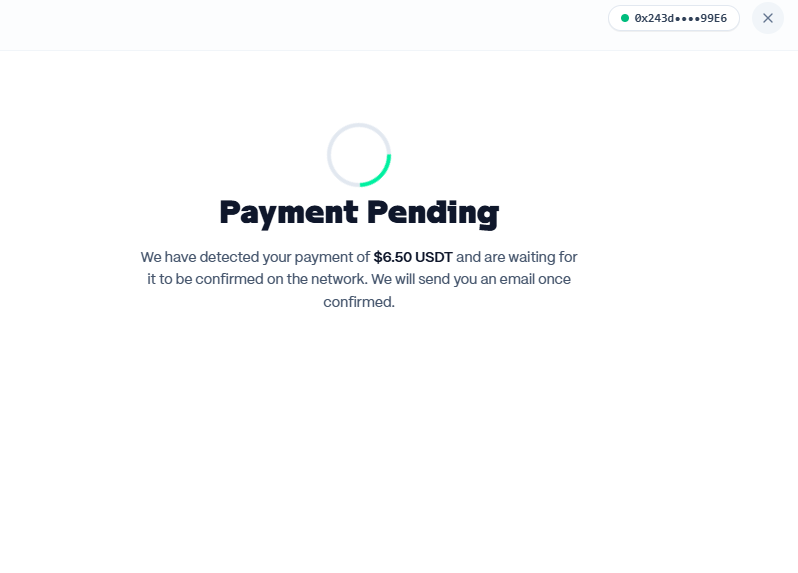 0x243d••••99E6
Payment Pending
We have detected your payment of $6.50 USDT and are waiting for
it to be confirmed on the network. We will send you an email once
confirmed.